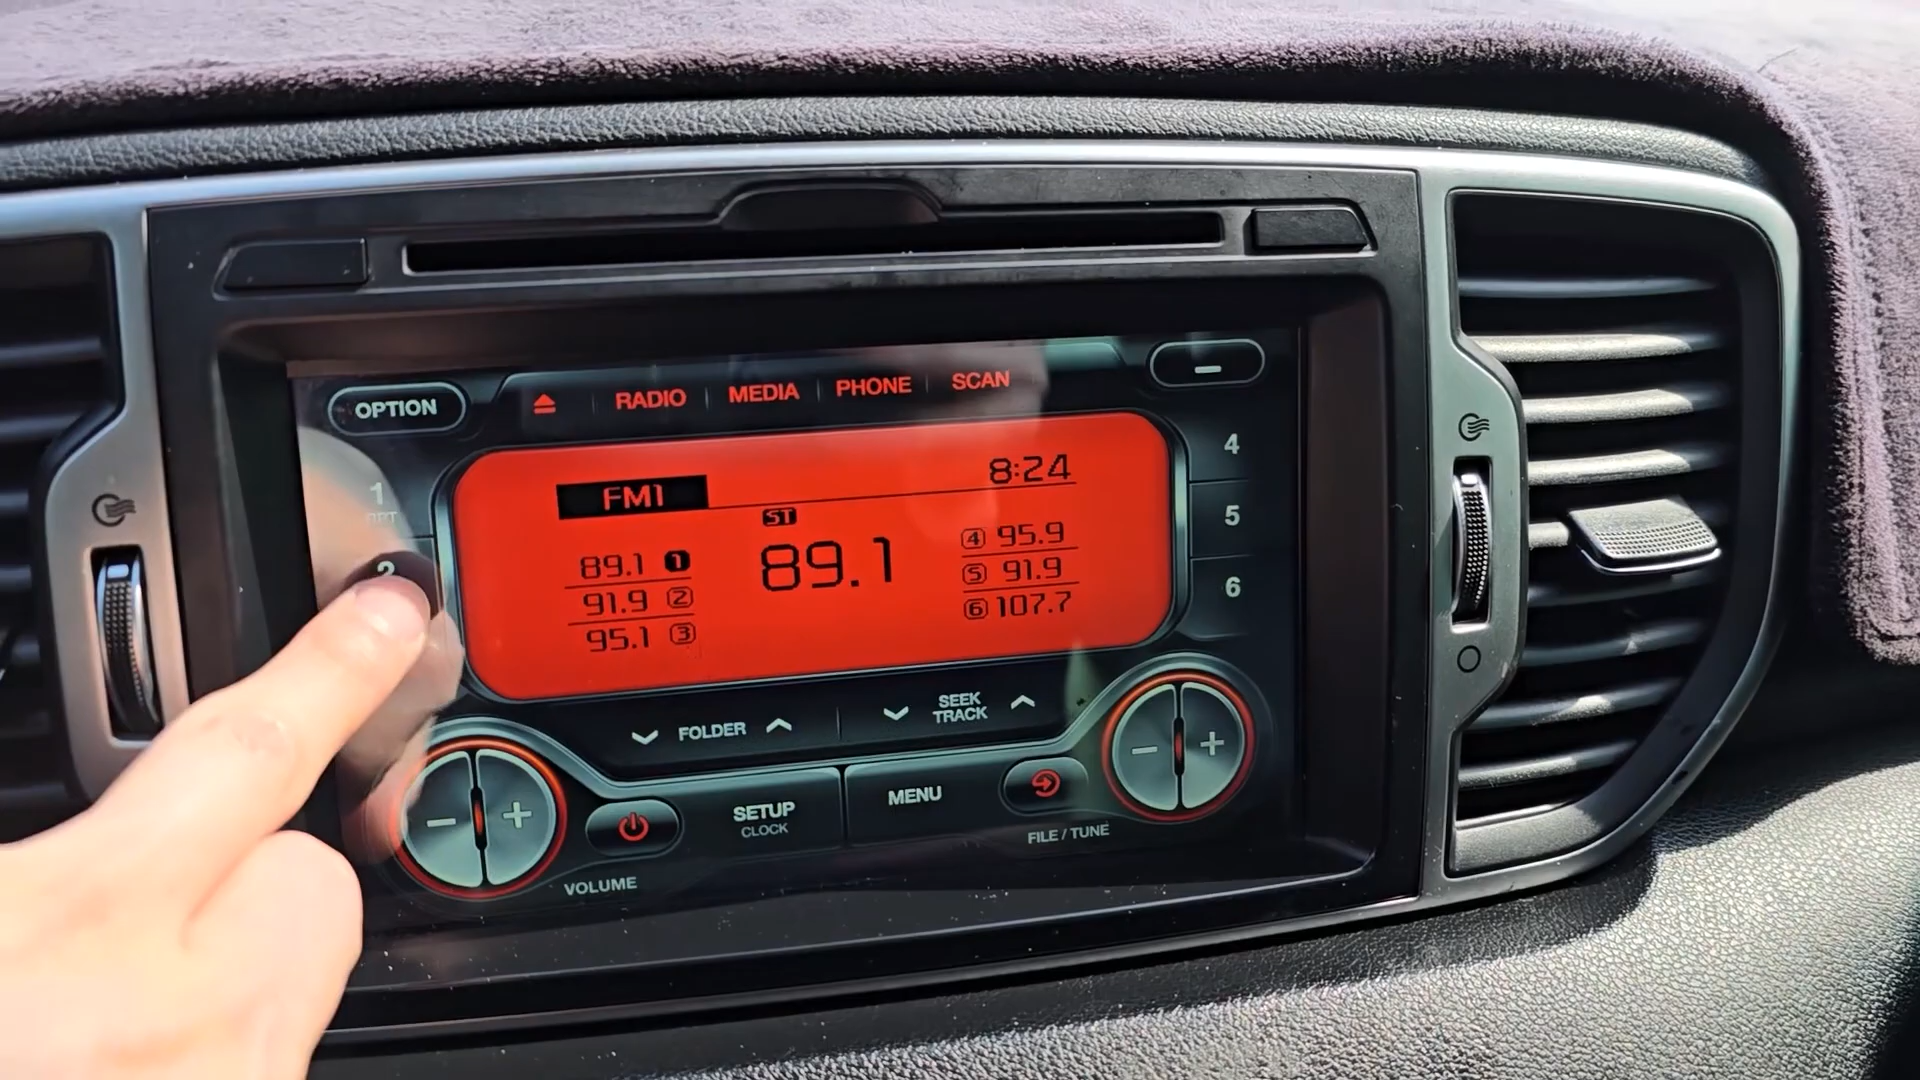 OPTION
RADIO
MEDIA
PHONE
SCAN
1
RPT
2
4
5
6
FM1
8:24
ST
89.1
89.1 1
91.9 2
95.1 3
4 95.9
5 91.9
6 107.7
FOLDER
SEEK
TRACK
SETUP
CLOCK
MENU
FILE / TUNE
VOLUME